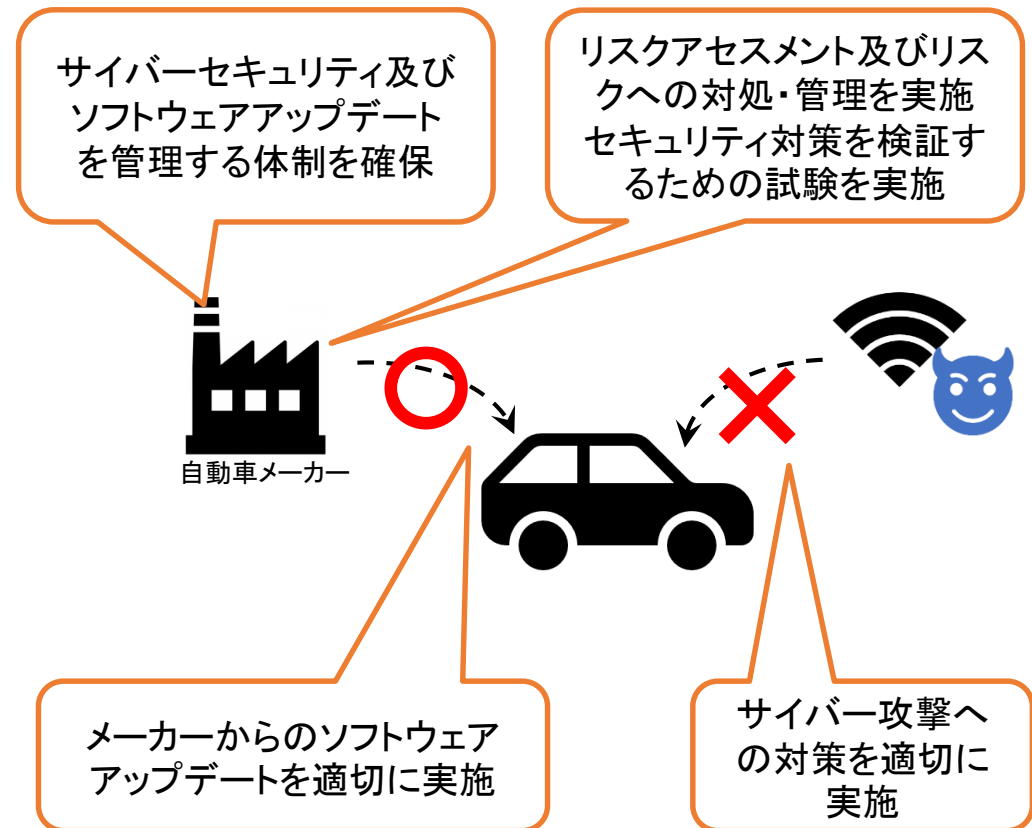 サイバーセキュリティ及び
ソフトウェアアップデート
を管理する体制を確保
リスクアセスメント及びリス
クへの対処・管理を実施
セキュリティ対策を検証す
るための試験を実施
自動車メーカー
メーカーからのソフトウェア
アップデートを適切に実施
サイバー攻撃へ
の対策を適切に
実施